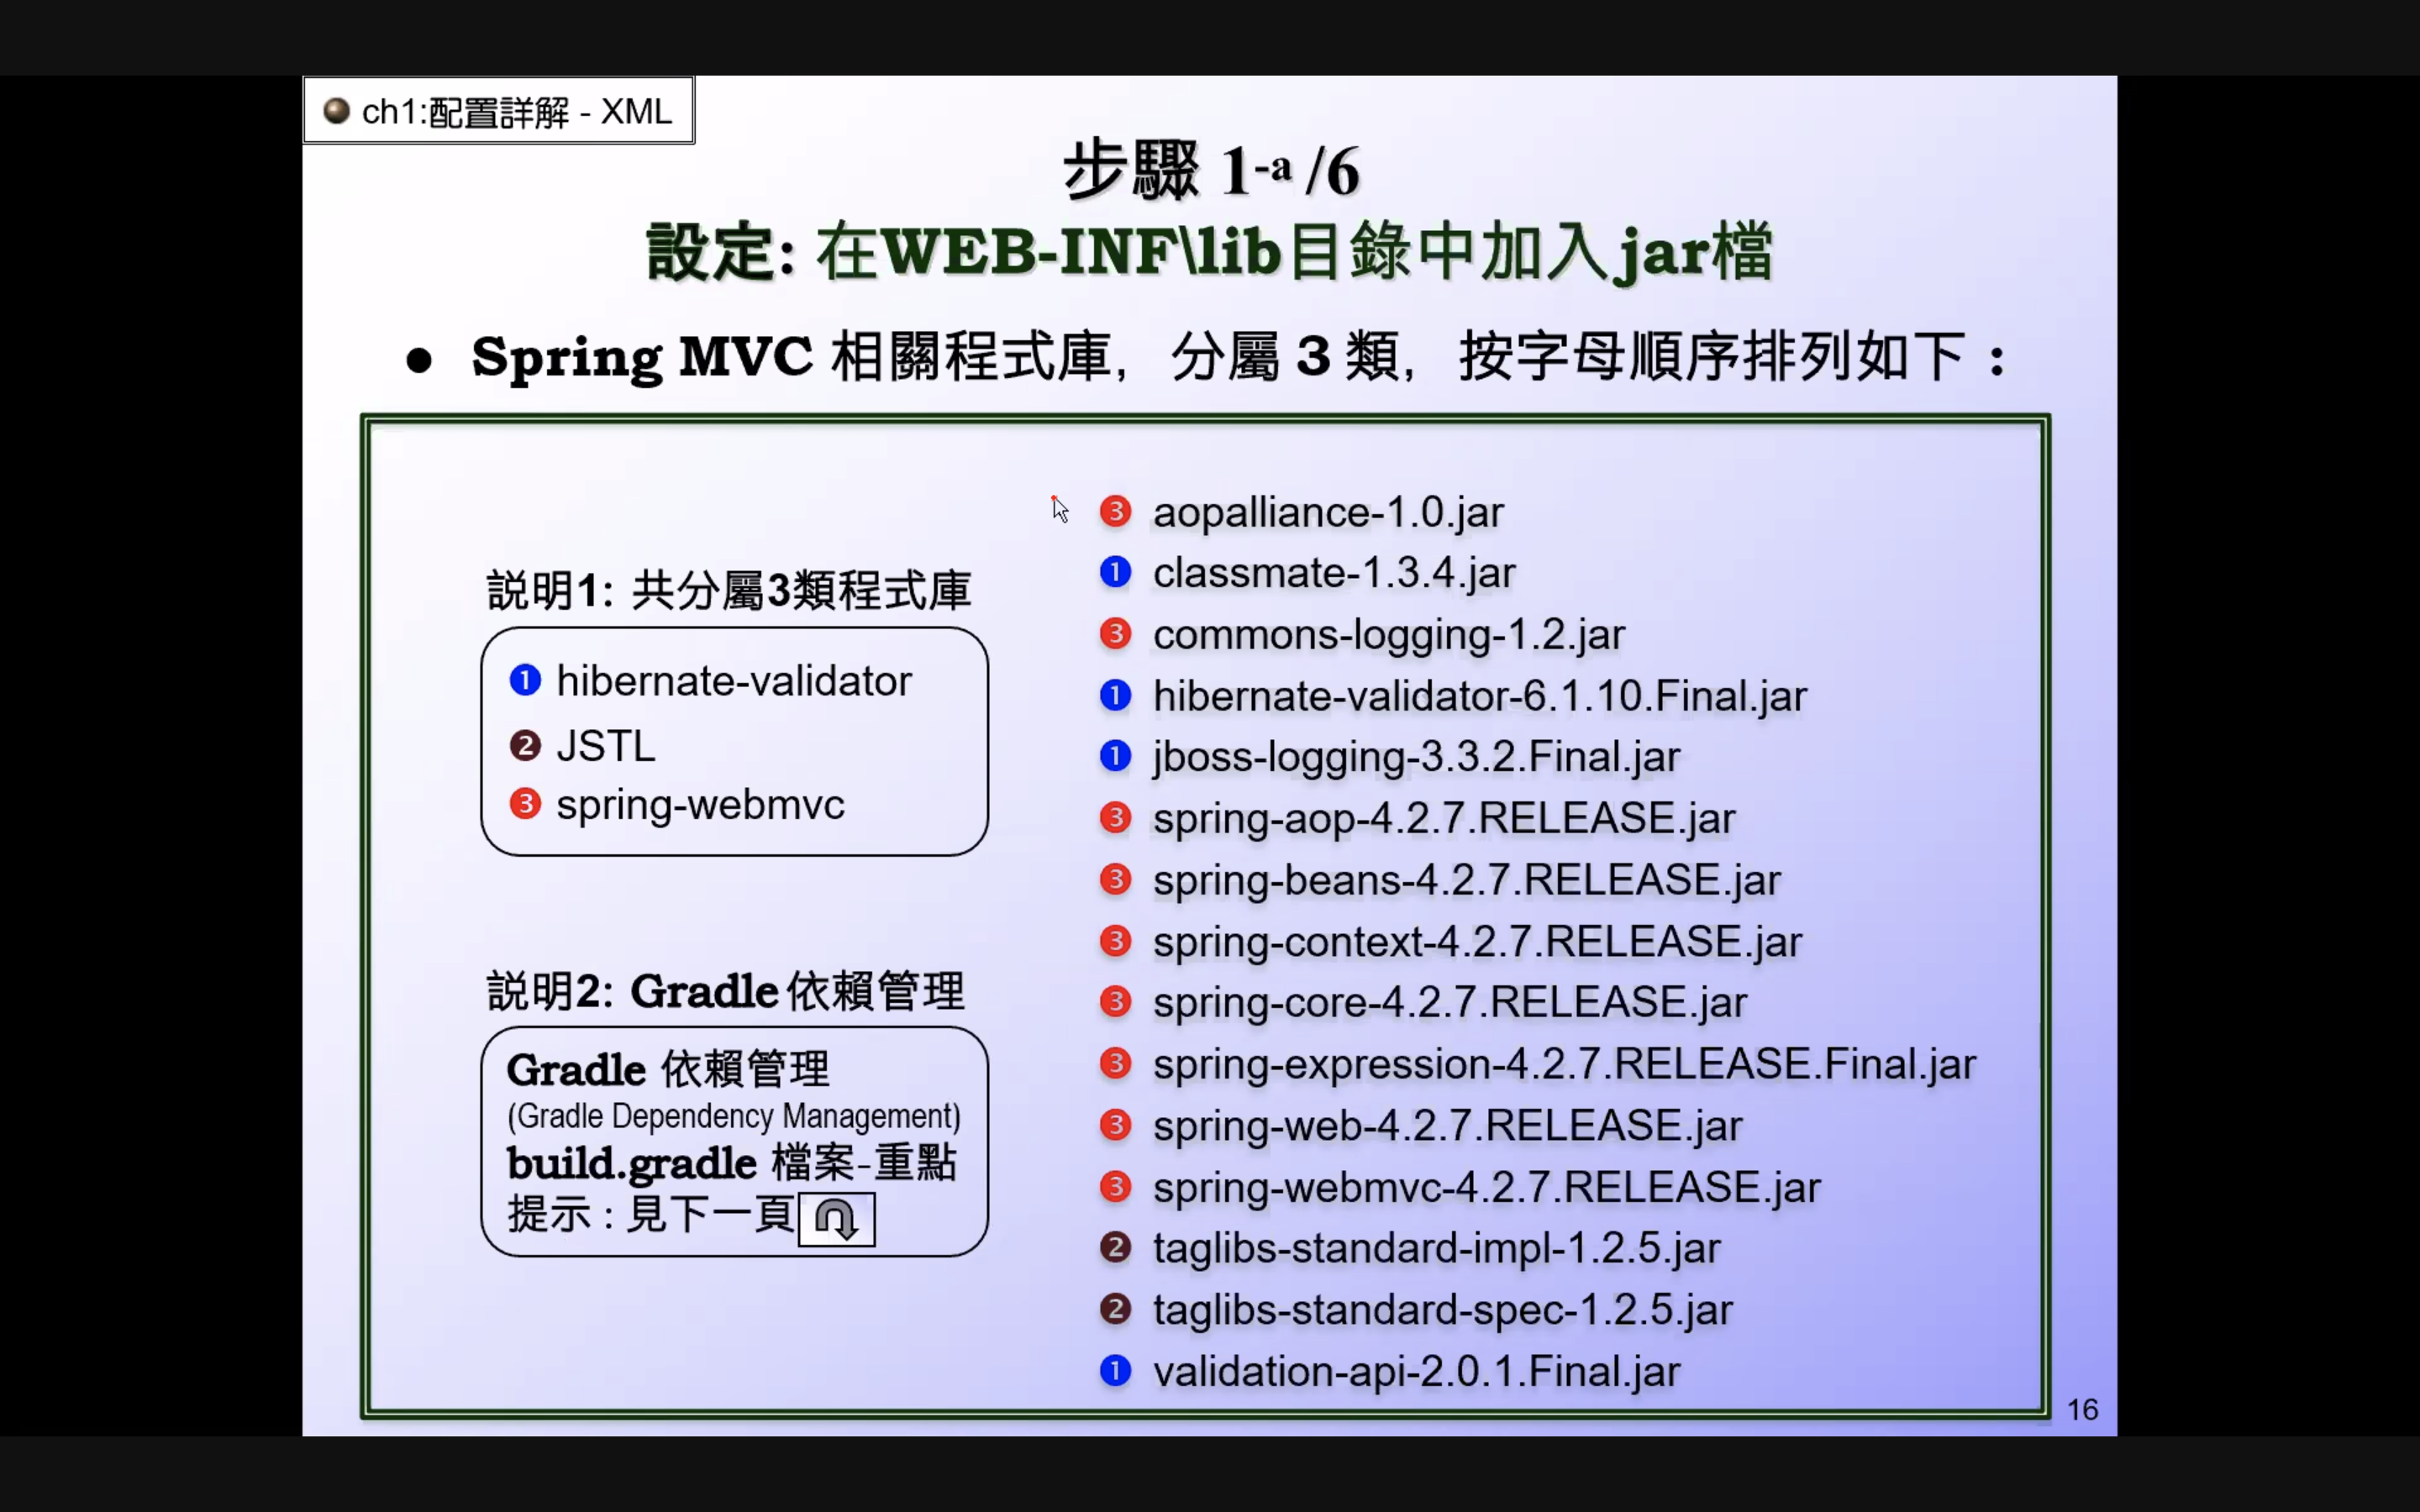 ch1:配置詳解 - XML
步驟 1-a /6
設定: 在WEB-INF\lib目錄中加入jar檔
● Spring MVC 相關程式庫, 分屬 3 類, 按字母順序排列如下：
説明1: 共分屬3類程式庫
❶ hibernate-validator
❷ JSTL
❸ spring-webmvc
説明2: Gradle 依賴管理
Gradle 依賴管理
(Gradle Dependency Management)
build.gradle 檔案-重點
提示 : 見下一頁
❸ aopalliance-1.0.jar
❶ classmate-1.3.4.jar
❸ commons-logging-1.2.jar
❶ hibernate-validator-6.1.10.Final.jar
❶ jboss-logging-3.3.2.Final.jar
❸ spring-aop-4.2.7.RELEASE.jar
❸ spring-beans-4.2.7.RELEASE.jar
❸ spring-context-4.2.7.RELEASE.jar
❸ spring-core-4.2.7.RELEASE.jar
❸ spring-expression-4.2.7.RELEASE.Final.jar
❸ spring-web-4.2.7.RELEASE.jar
❸ spring-webmvc-4.2.7.RELEASE.jar
❷ taglibs-standard-impl-1.2.5.jar
❷ taglibs-standard-spec-1.2.5.jar
❶ validation-api-2.0.1.Final.jar
16